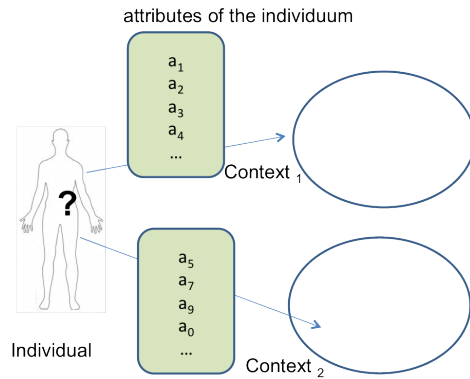 attributes of the individuum
a1
a2
a3
a4
...
Context 1
?
a5
a7
a9
a0
...
Individual
Context 2